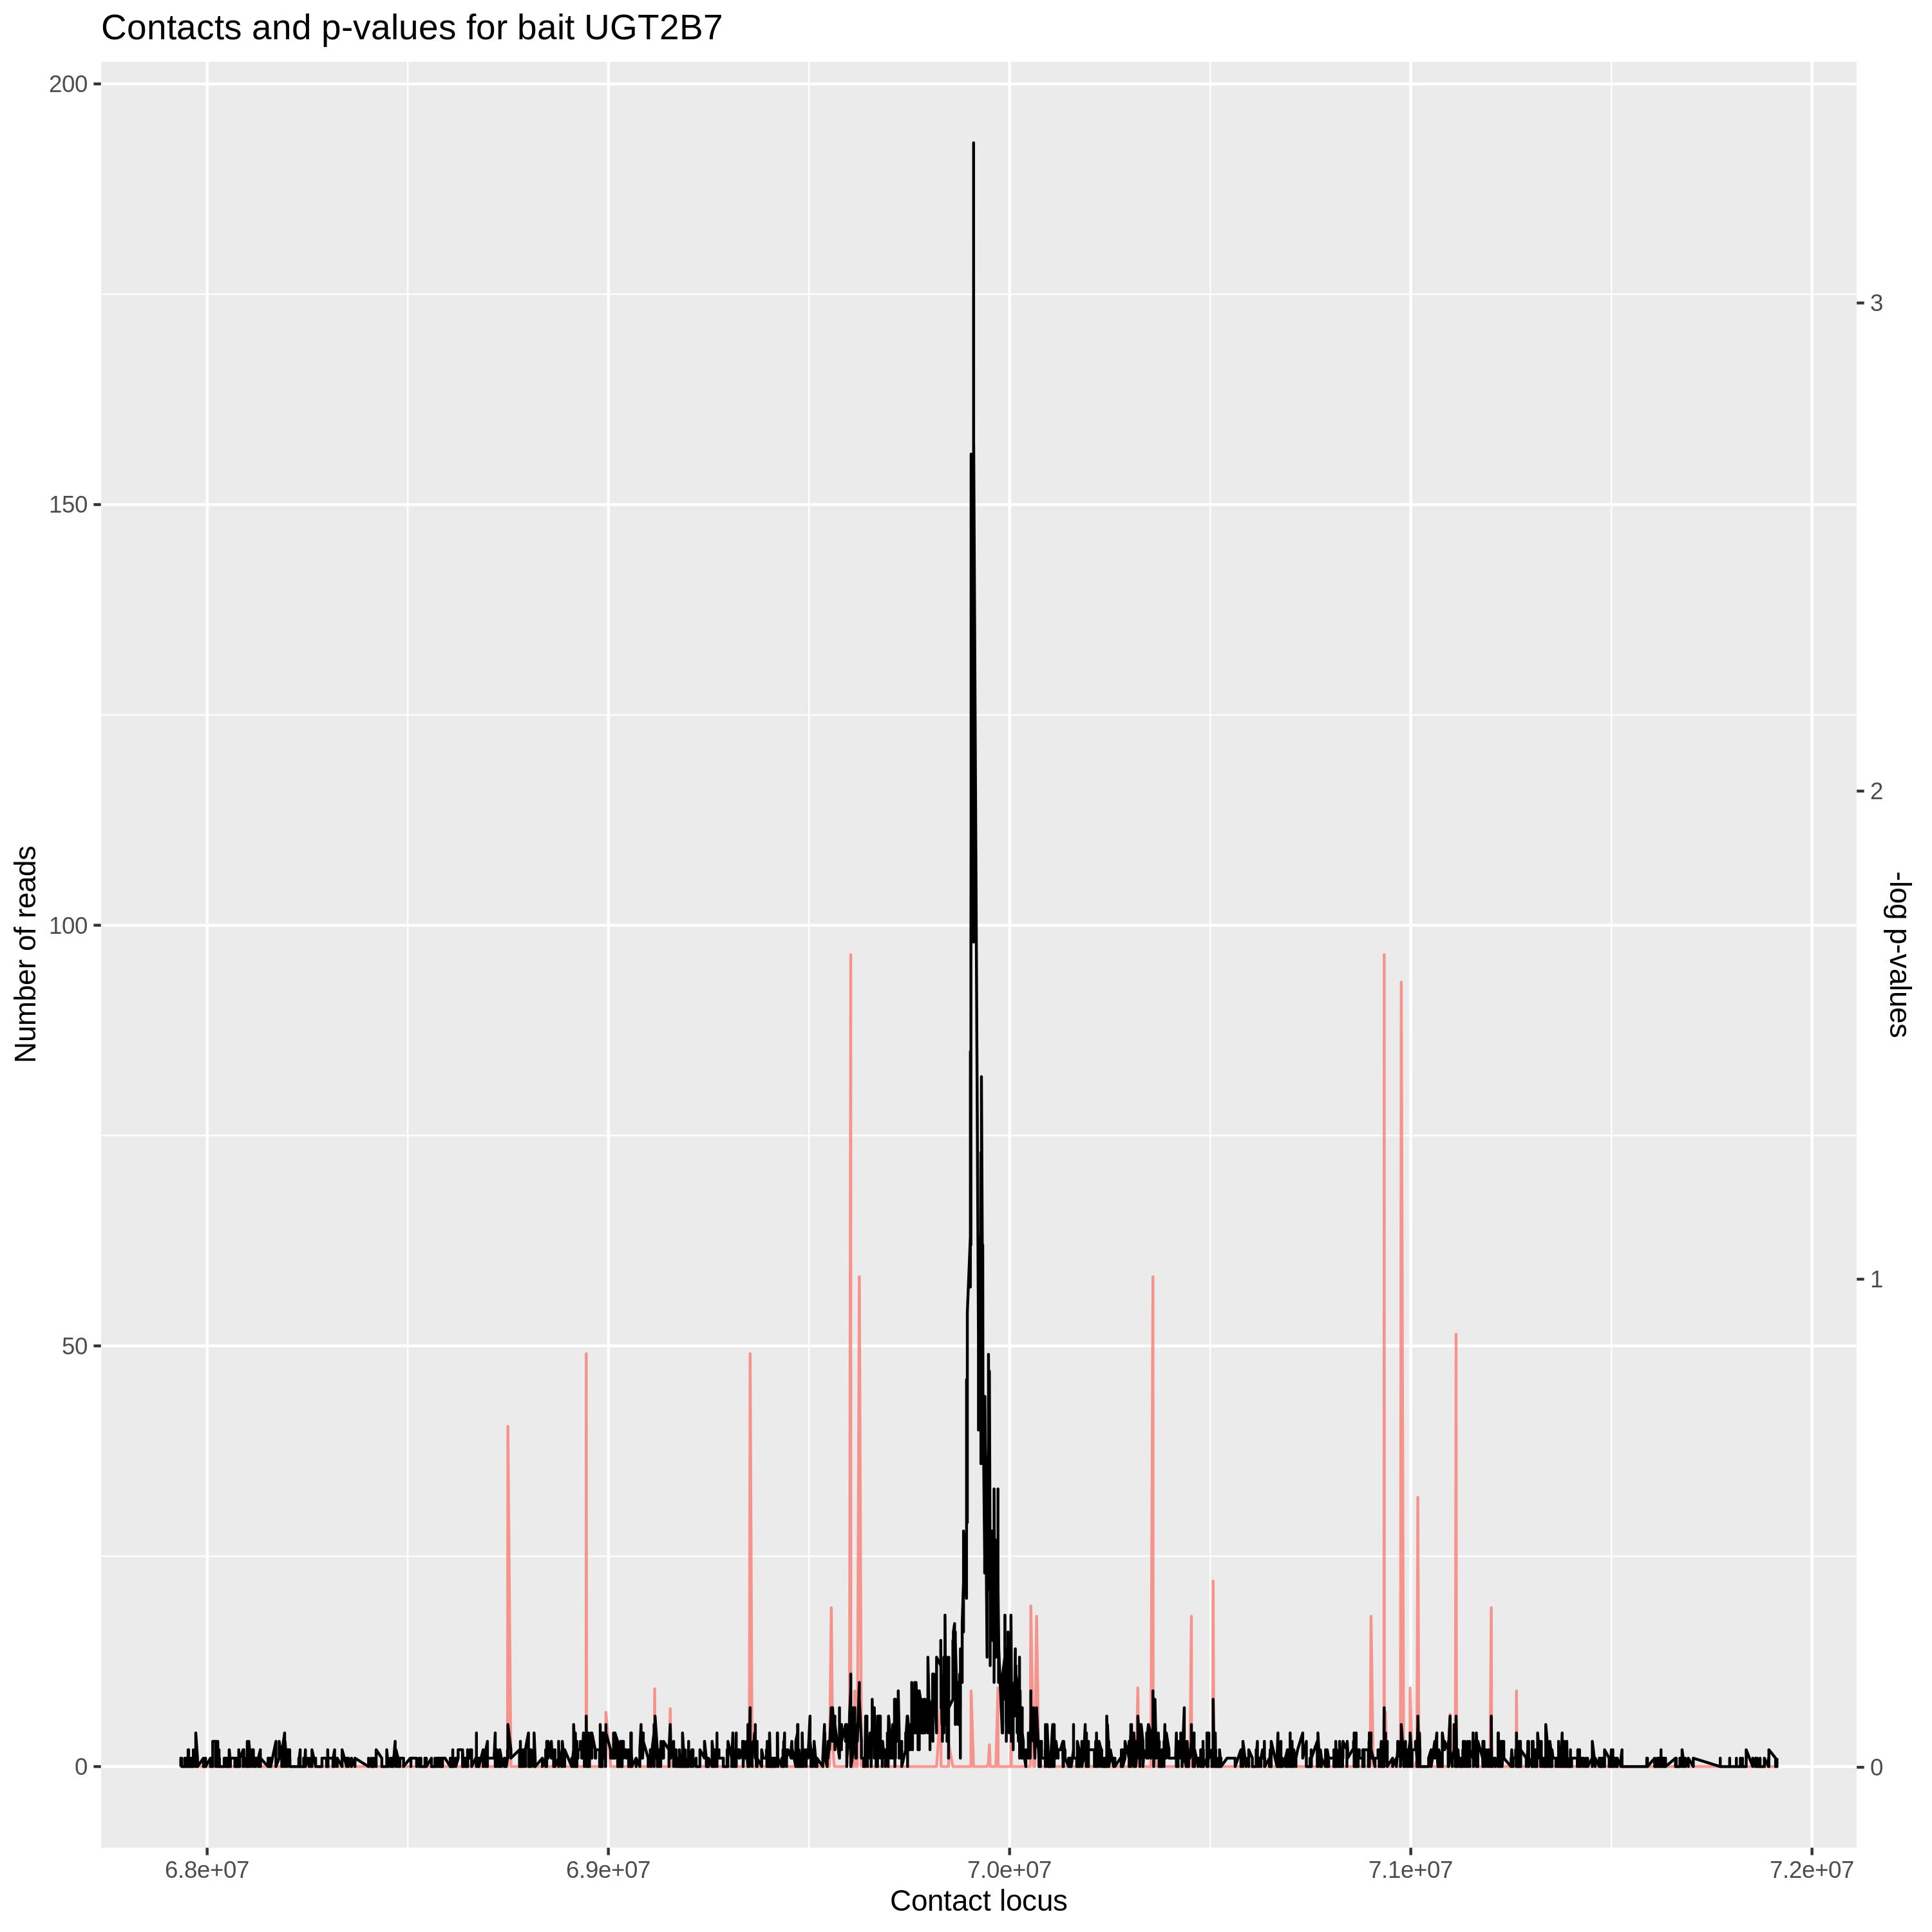 Contacts and p-values for bait UGT2B7
200
150
100
50
0
Number of reads
3
2
1
0
-log p-values
6.8e+07 6.9e+07 7.0e+07 7.1e+07 7.2e+07
Contact locus